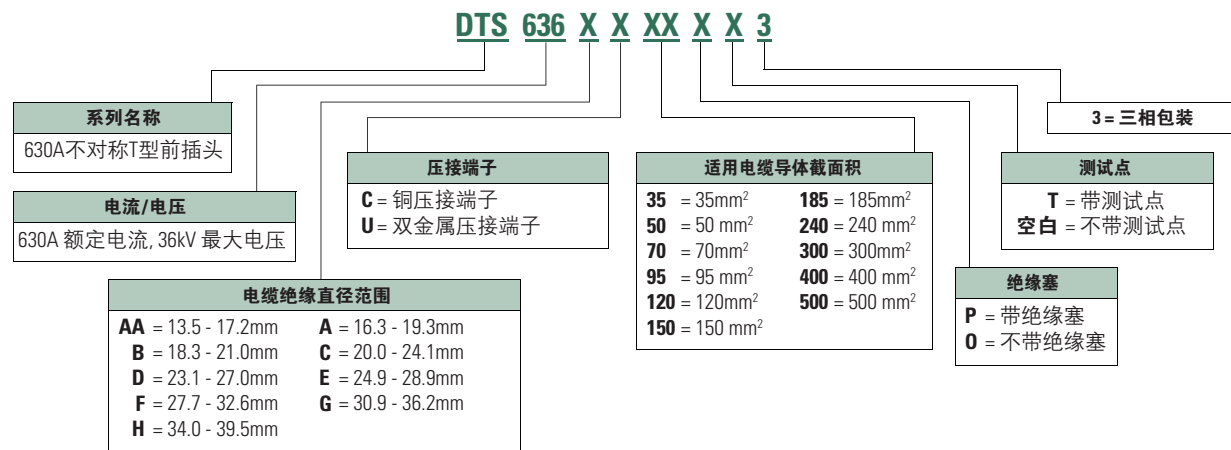 DTS 636 X X XX X X 3
系列名称
630A不对称T型前插头
电流/电压
630A 额定电流, 36kV 最大电压
电缆绝缘直径范围
AA = 13.5 - 17.2mm A = 16.3 - 19.3mm
B = 18.3 - 21.0mm C = 20.0 - 24.1mm
D = 23.1 - 27.0mm E = 24.9 - 28.9mm
F = 27.7 - 32.6mm G = 30.9 - 36.2mm
H = 34.0 - 39.5mm
压接端子
C = 铜压接端子
U = 双金属压接端子
适用电缆导体截面积
35 = 35mm² 185 = 185mm²
50 = 50 mm² 240 = 240 mm²
70 = 70mm² 300 = 300mm²
95 = 95 mm² 400 = 400 mm²
120 = 120mm² 500 = 500 mm²
150 = 150 mm²
绝缘塞
P = 带绝缘塞
O = 不带绝缘塞
测试点
T = 带测试点
空白 = 不带测试点
3 = 三相包装